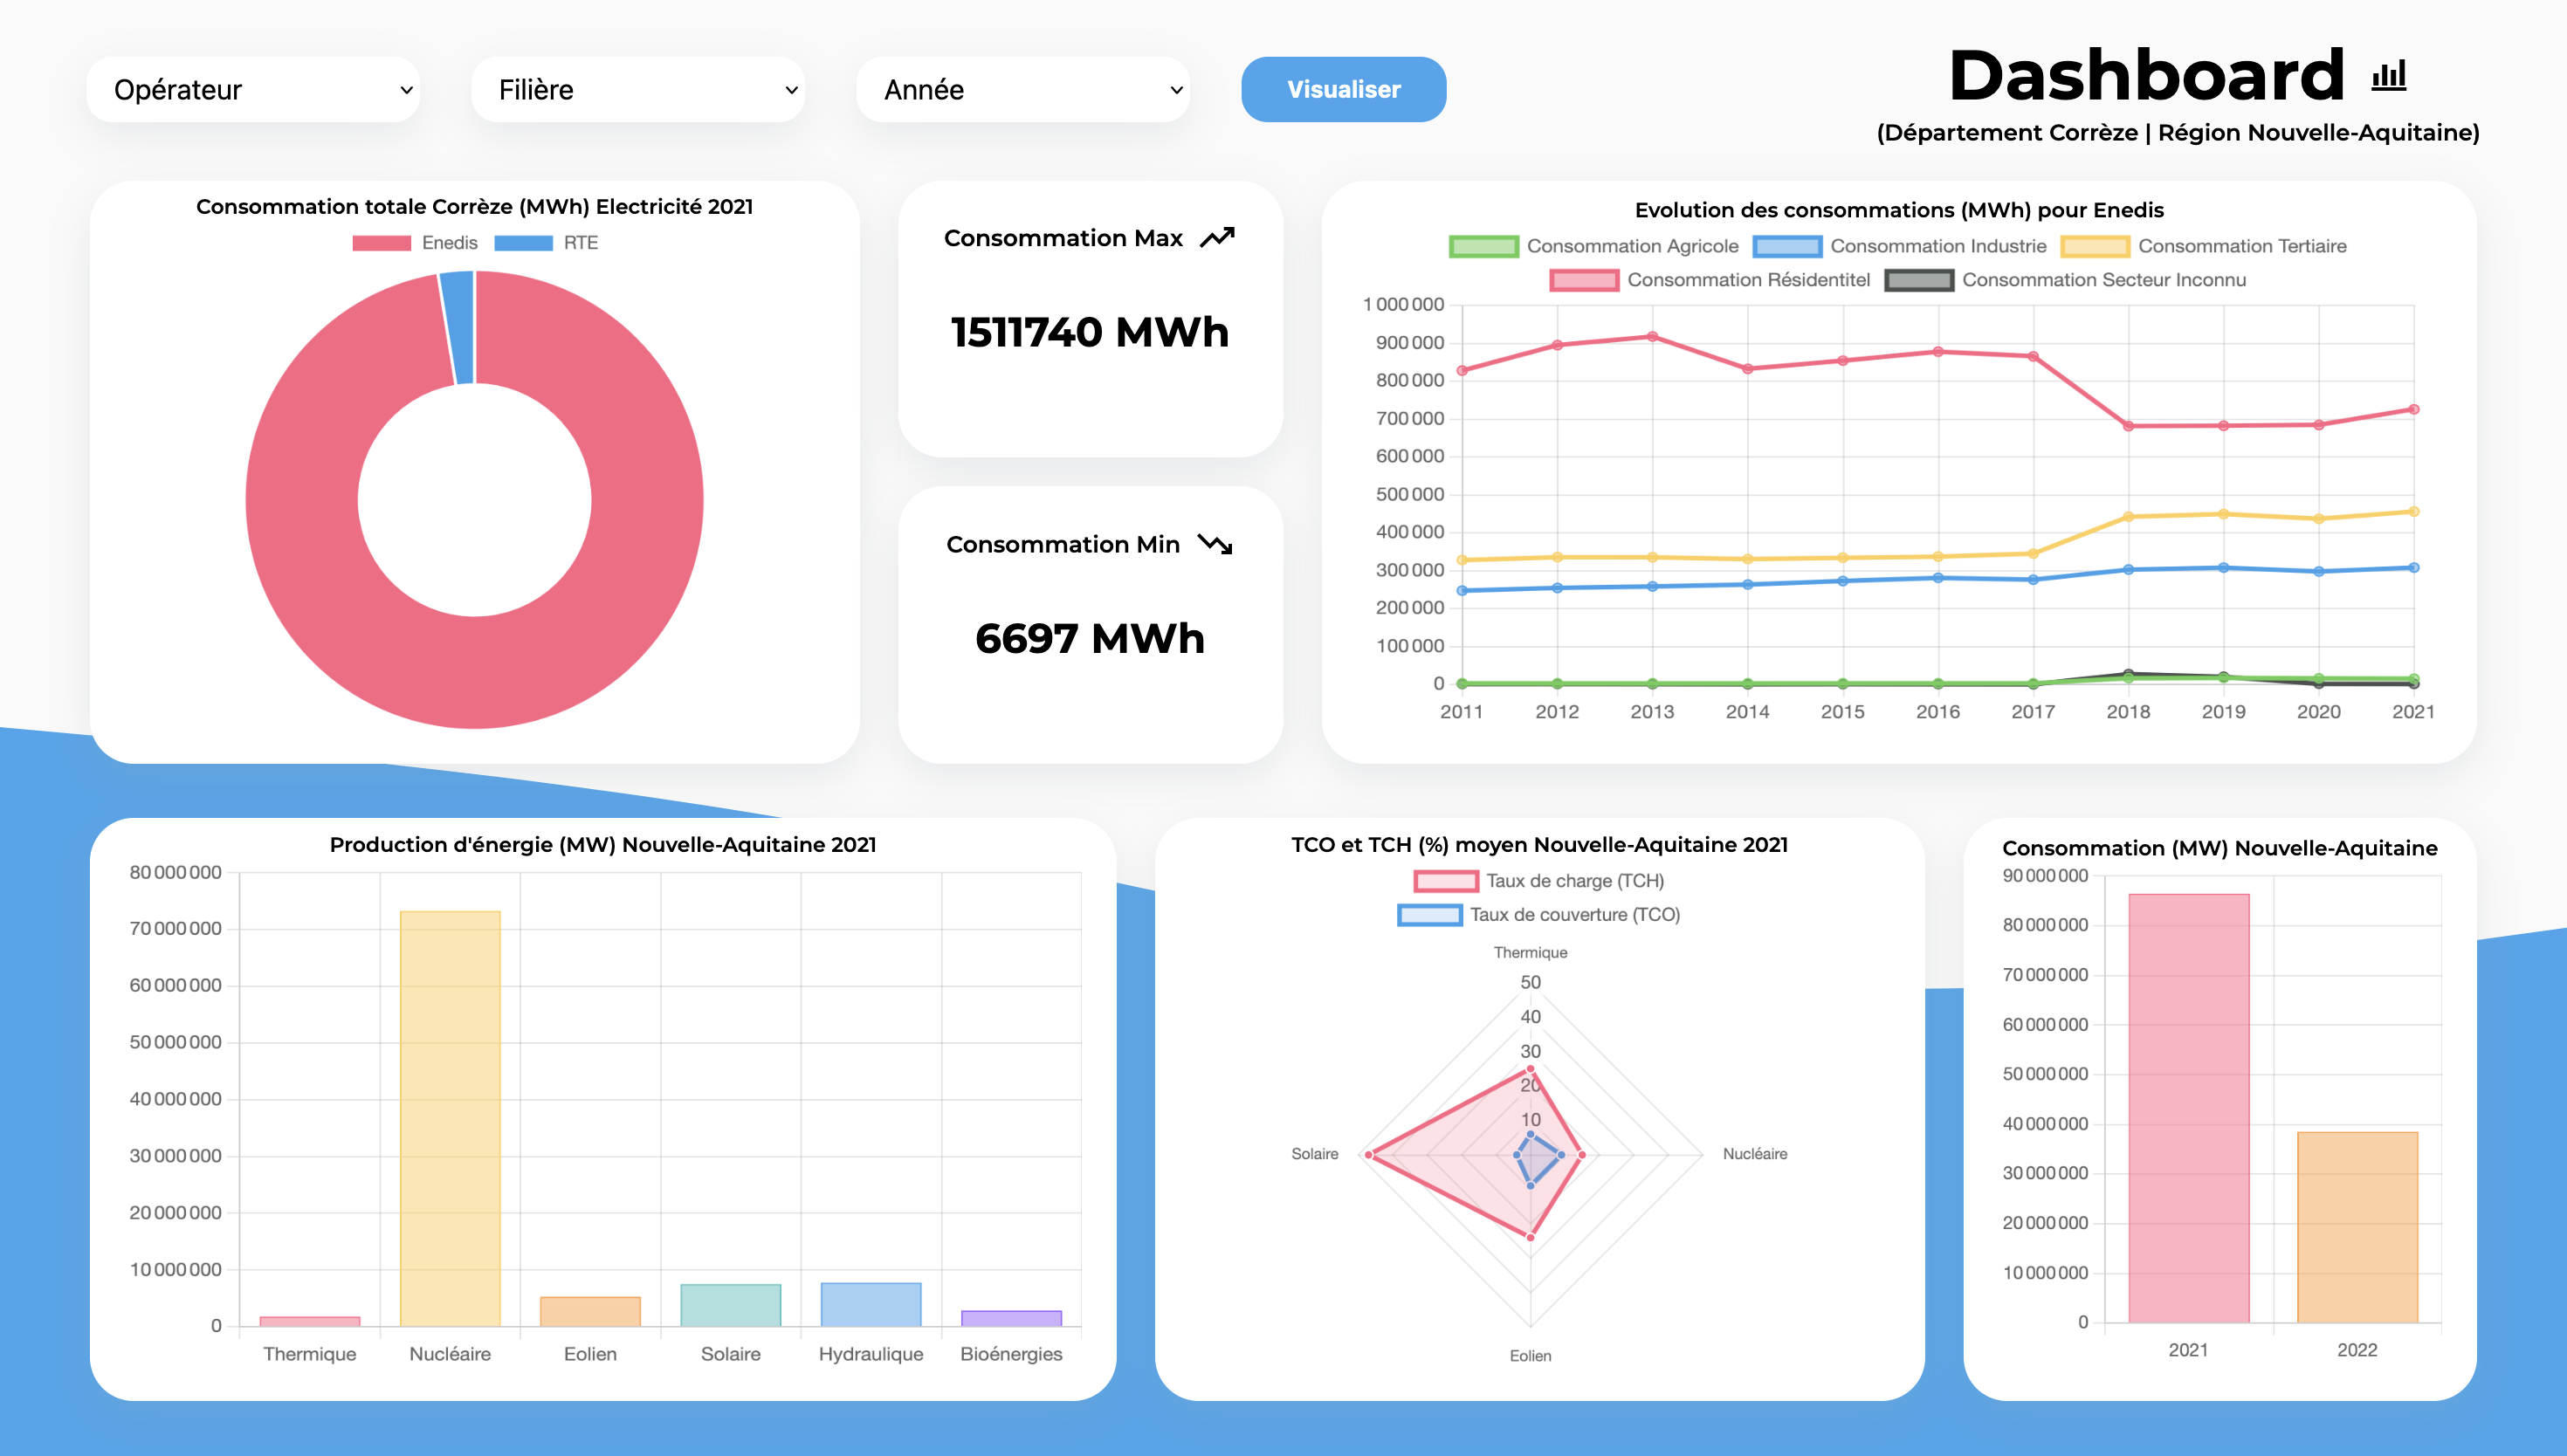 Opérateur
Filière
Année
Visualiser
Dashboard
(Département Corrèze | Région Nouvelle-Aquitaine)
Consommation totale Corrèze (MWh) Electricité 2021
Enedis RTE
Consommation Max
1511740 MWh
Consommation Min
6697 MWh
Evolution des consommations (MWh) pour Enedis
Consommation Agricole Consommation Industrie Consommation Tertiaire
Consommation Résidentitel Consommation Secteur Inconnu
1 000 000
900 000
800 000
700 000
600 000
500 000
400 000
300 000
200 000
100 000
0
2011 2012 2013 2014 2015 2016 2017 2018 2019 2020 2021
Production d'énergie (MW) Nouvelle-Aquitaine 2021
80 000 000
70 000 000
60 000 000
50 000 000
40 000 000
30 000 000
20 000 000
10 000 000
0
Thermique Nucléaire Eolien Solaire Hydraulique Bioénergies
TCO et TCH (%) moyen Nouvelle-Aquitaine 2021
Taux de charge (TCH)
Taux de couverture (TCO)
Thermique
50
40
30
20
10
Solaire Nucléaire
Eolien
Consommation (MW) Nouvelle-Aquitaine
90 000 000
80 000 000
70 000 000
60 000 000
50 000 000
40 000 000
30 000 000
20 000 000
10 000 000
0
2021 2022